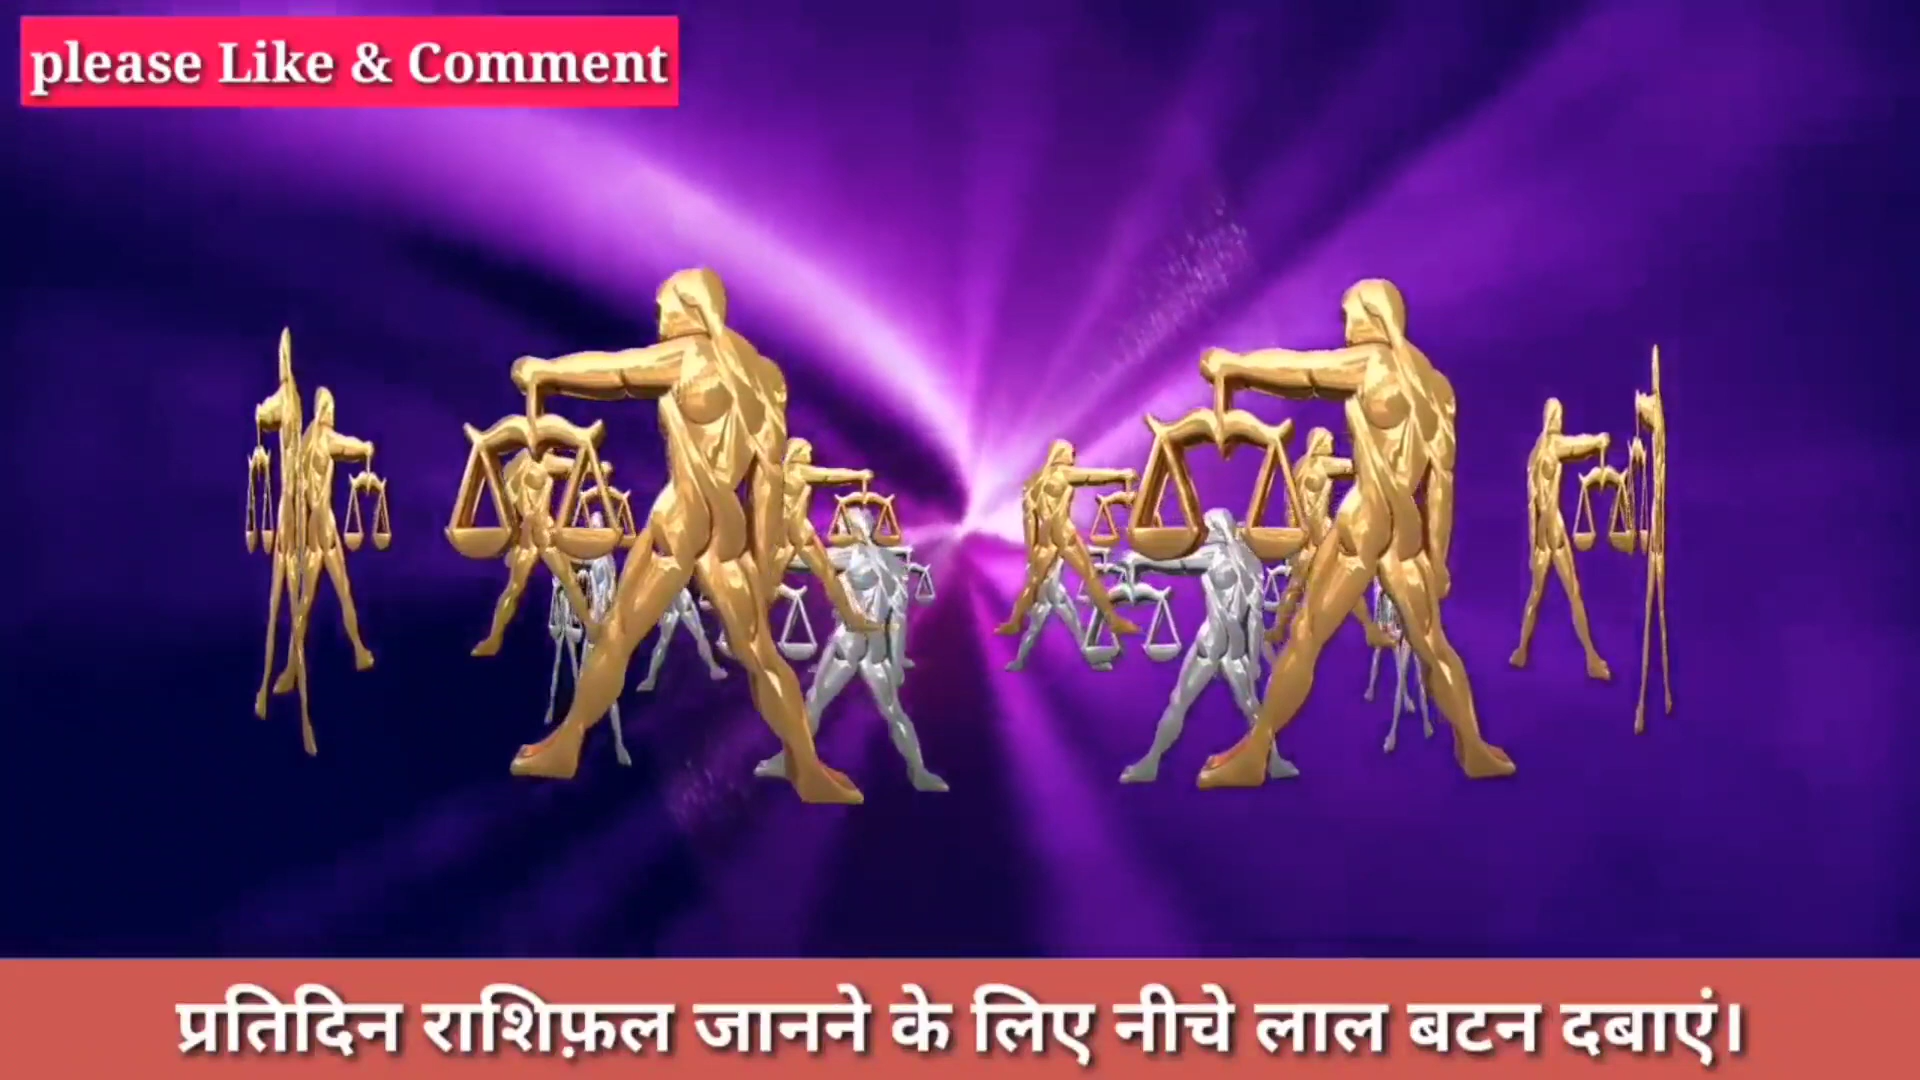 please Like & Comment
प्रतिदिन राशिफ़ल जानने के लिए नीचे लाल बटन दबाएं।